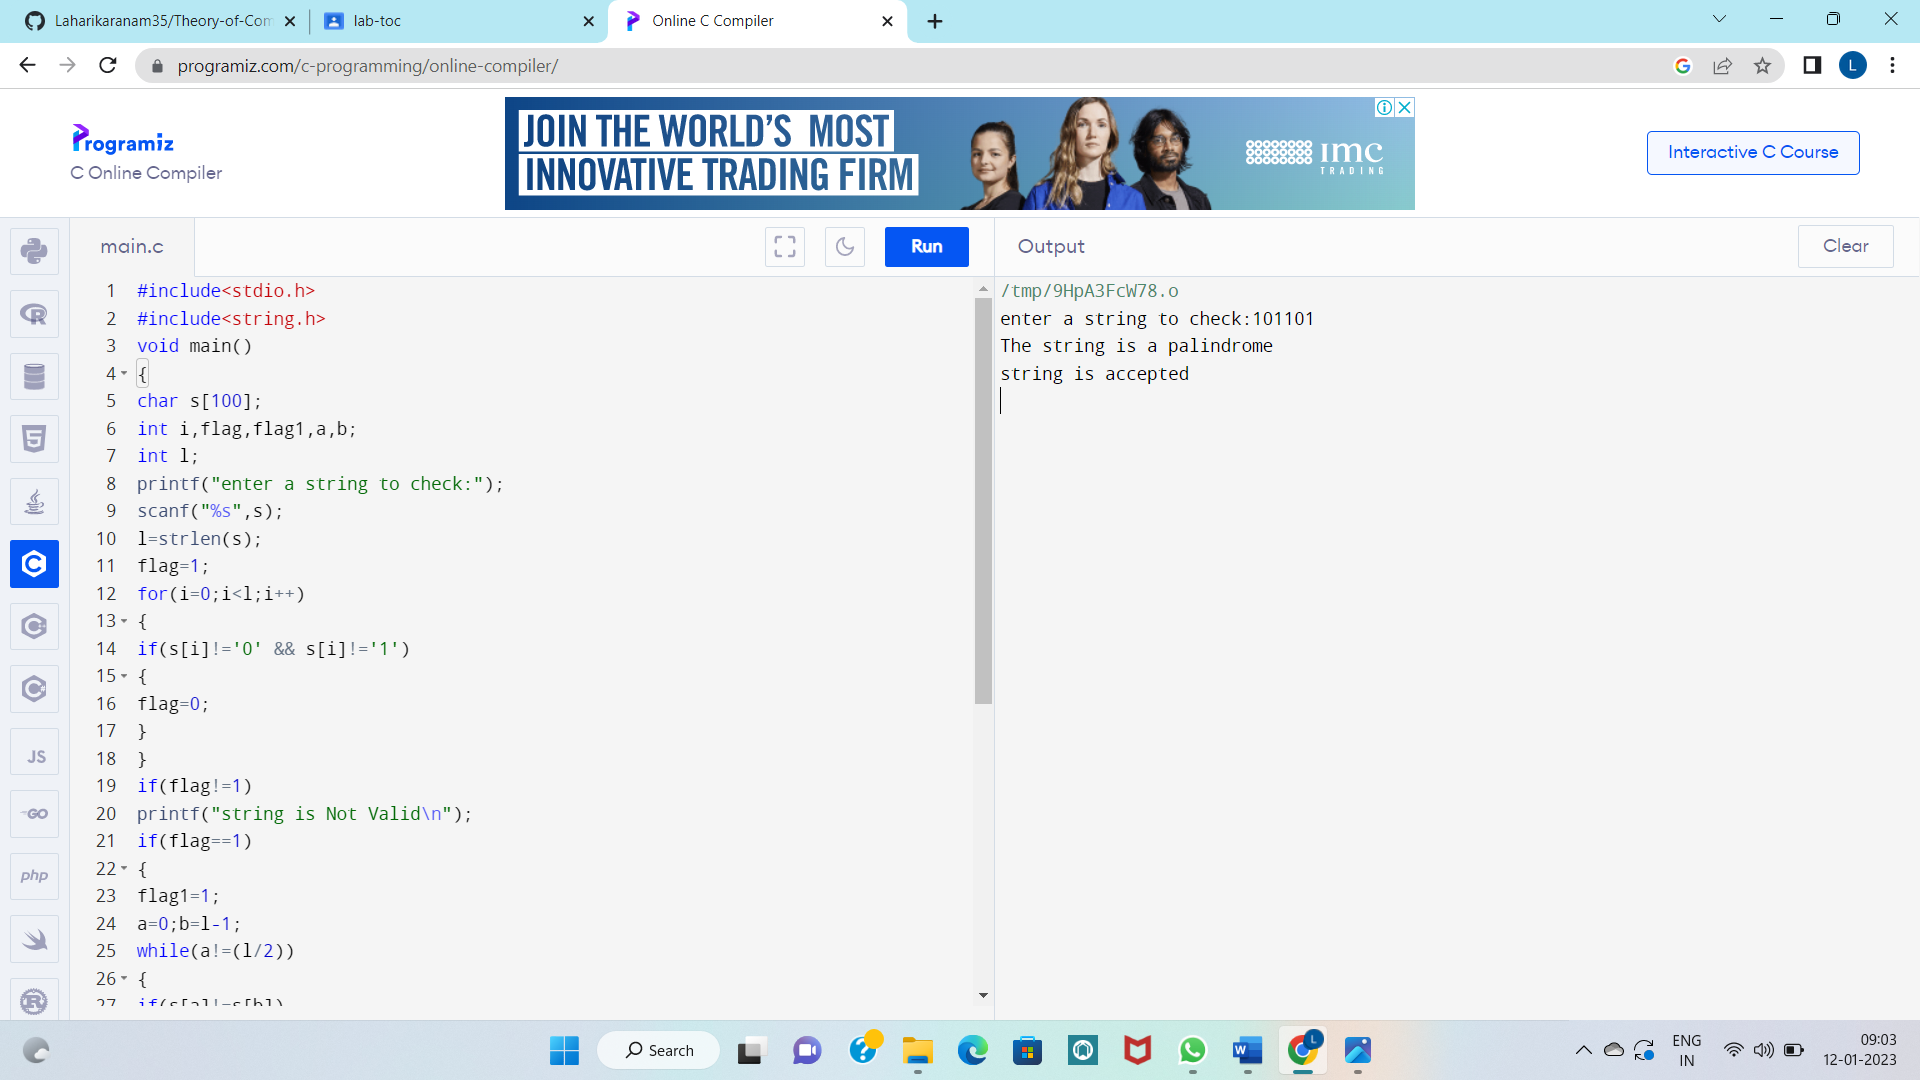 Laharikaranam35/Theory-of-Com
lab-toc
Online C Compiler
programiz.com/c-programming/online-compiler/
L
Programiz
C Online Compiler
JOIN THE WORLD'S MOST
INNOVATIVE TRADING FIRM
imc
TRADING
Interactive C Course
main.c
Run
Output
Clear
1 #include<stdio.h>
2 #include<string.h>
3 void main()
4 {
5 char s[100];
6 int i,flag,flag1,a,b;
7 int l;
8 printf("enter a string to check:");
9 scanf("%s",s);
10 l=strlen(s);
11 flag=1;
12 for(i=0;i<l;i++)
13 {
14 if(s[i]!='0' && s[i]!='1')
15 {
16 flag=0;
17 }
18 }
19 if(flag!=1)
20 printf("string is Not Valid\n");
21 if(flag==1)
22 {
23 flag1=1;
24 a=0;b=l-1;
25 while(a!=(l/2))
26 {
27 if(s[a]!=s[b])
/tmp/9HpA3FcW78.o
enter a string to check:101101
The string is a palindrome
string is accepted
JS
GO
php
Search
L
ENG
IN
09:03
12-01-2023